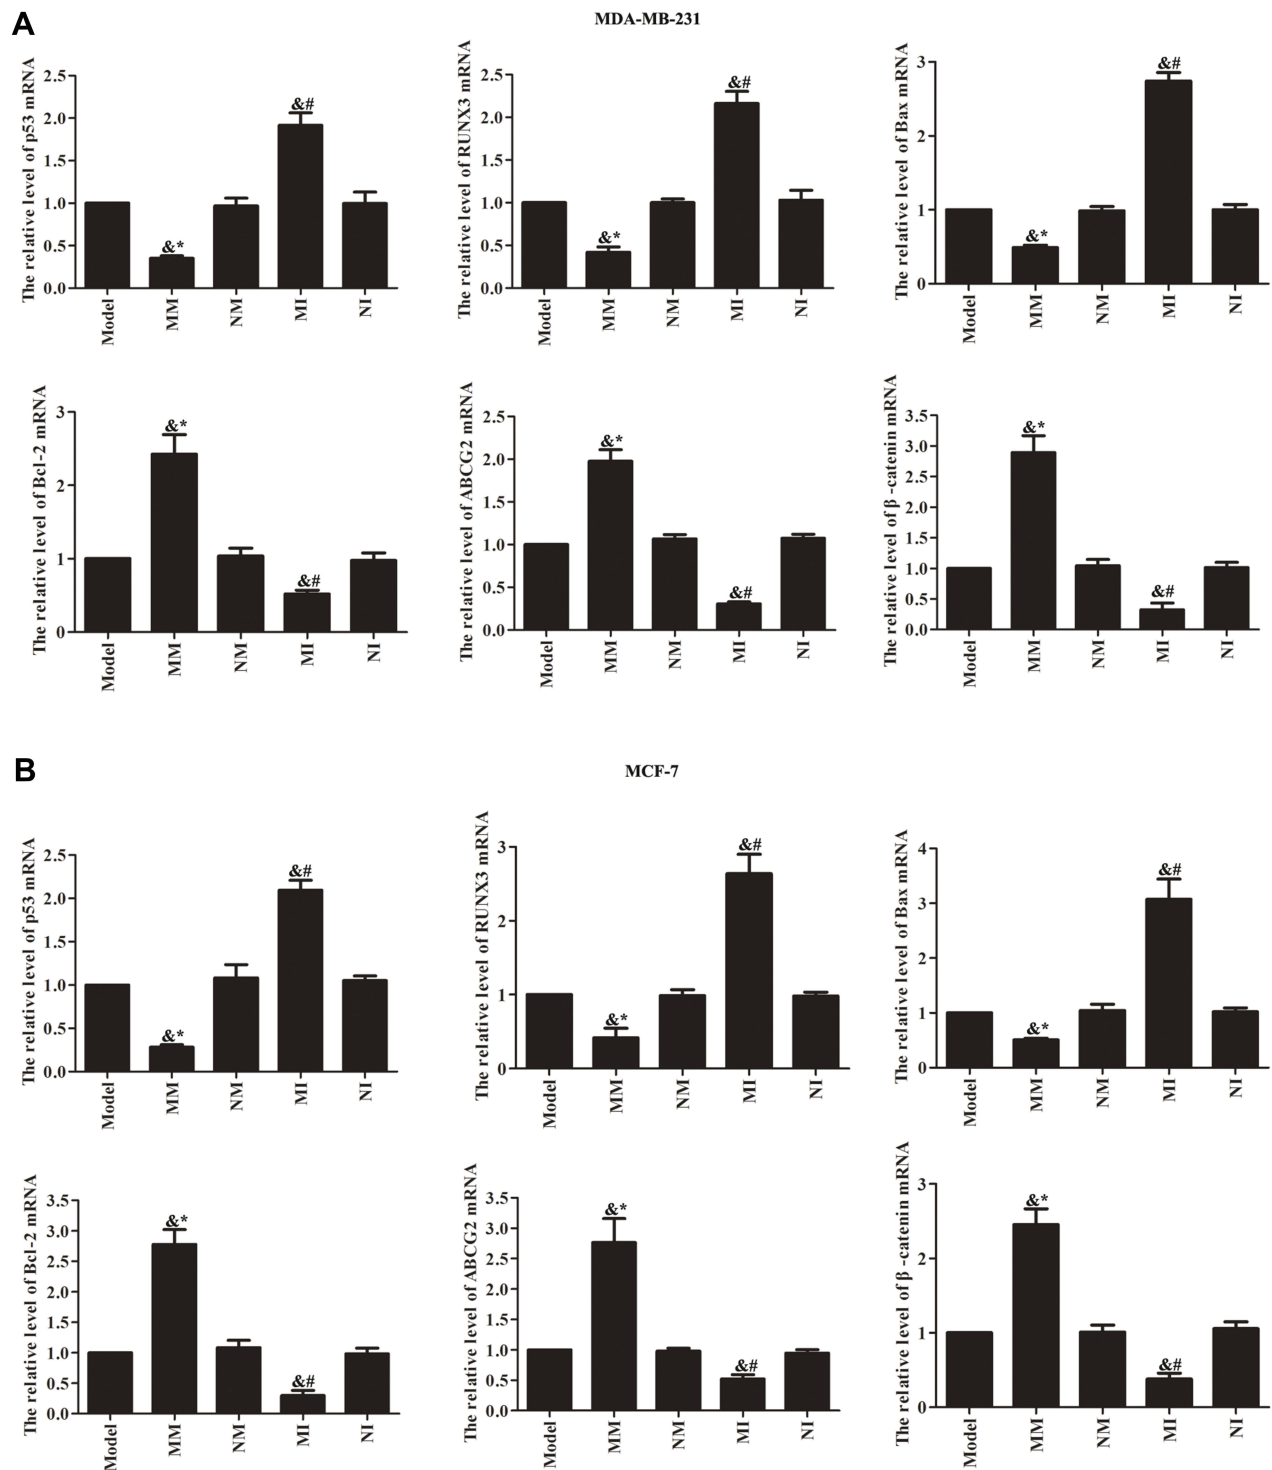 A
MDA-MB-231
The relative level of p53 mRNA
2.5
2.0
1.5
1.0
0.5
0.0
&*
&#
Model
MM
NM
MI
NI
The relative level of RUNX3 mRNA
2.5
2.0
1.5
1.0
0.5
0.0
&*
&#
Model
MM
NM
MI
NI
The relative level of Bax mRNA
3
2
1
0
&*
&#
Model
MM
NM
MI
NI
The relative level of Bcl-2 mRNA
3
2
1
0
&*
&#
Model
MM
NM
MI
NI
The relative level of ABCG2 mRNA
2.5
2.0
1.5
1.0
0.5
0.0
&*
&#
Model
MM
NM
MI
NI
The relative level of β -catenin mRNA
3.5
3.0
2.5
2.0
1.5
1.0
0.5
0.0
&*
&#
Model
MM
NM
MI
NI
B
MCF-7
The relative level of p53 mRNA
2.5
2.0
1.5
1.0
0.5
0.0
&*
&#
Model
MM
NM
MI
NI
The relative level of RUNX3 mRNA
3
2
1
0
&*
&#
Model
MM
NM
MI
NI
The relative level of Bax mRNA
4
3
2
1
0
&*
&#
Model
MM
NM
MI
NI
The relative level of Bcl-2 mRNA
3.5
3.0
2.5
2.0
1.5
1.0
0.5
0.0
&*
&#
Model
MM
NM
MI
NI
The relative level of ABCG2 mRNA
3.5
3.0
2.5
2.0
1.5
1.0
0.5
0.0
&*
&#
Model
MM
NM
MI
NI
The relative level of β -catenin mRNA
3
2
1
0
&*
&#
Model
MM
NM
MI
NI